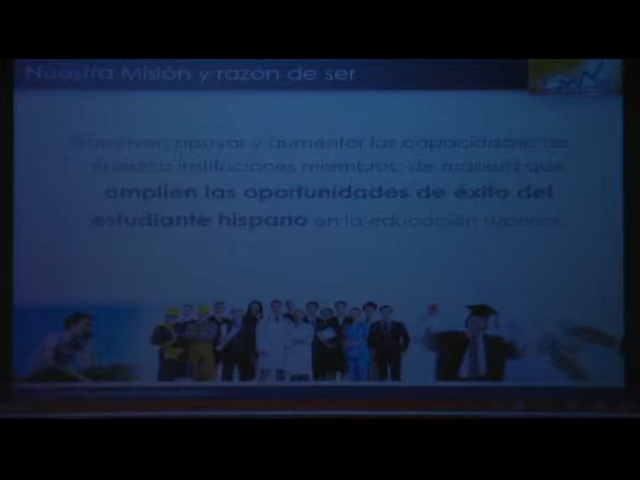 Nuestra Misión y razón de ser
Promover, apoyar y aumentar las capacidades de
nuestras instituciones miembros; de manera que
amplíen las oportunidades de éxito del
estudiante hispano en la educación superior.